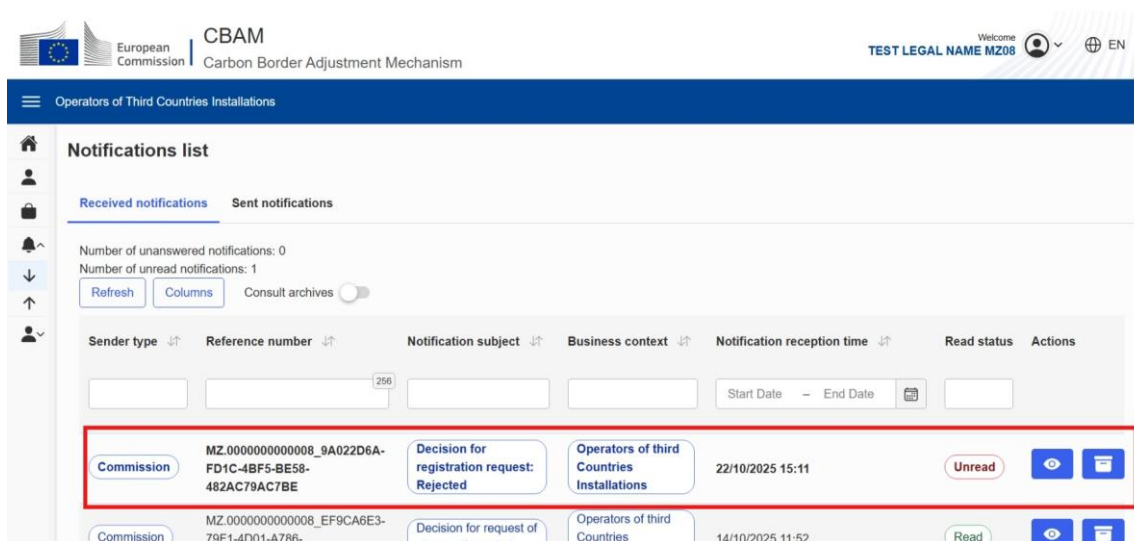 European
Commission
CBAM
Carbon Border Adjustment Mechanism
Welcome
TEST LEGAL NAME MZ08
EN
Operators of Third Countries Installations
Notifications list
Received notifications Sent notifications
Number of unanswered notifications: 0
Number of unread notifications: 1
Refresh Columns Consult archives
Sender type Reference number Notification subject Business context Notification reception time Read status Actions
256
Start Date – End Date
Commission
MZ.0000000000008_9A022D6A-
FD1C-4BF5-BE58-
482AC79AC7BE
Decision for
registration request:
Rejected
Operators of third
Countries
Installations
22/10/2025 15:11
Unread
Commission
MZ.0000000000008_EF9CA6E3-
79F1-4D01-A786-
Decision for request of
Operators of third
Countries
14/10/2025 11:52
Read